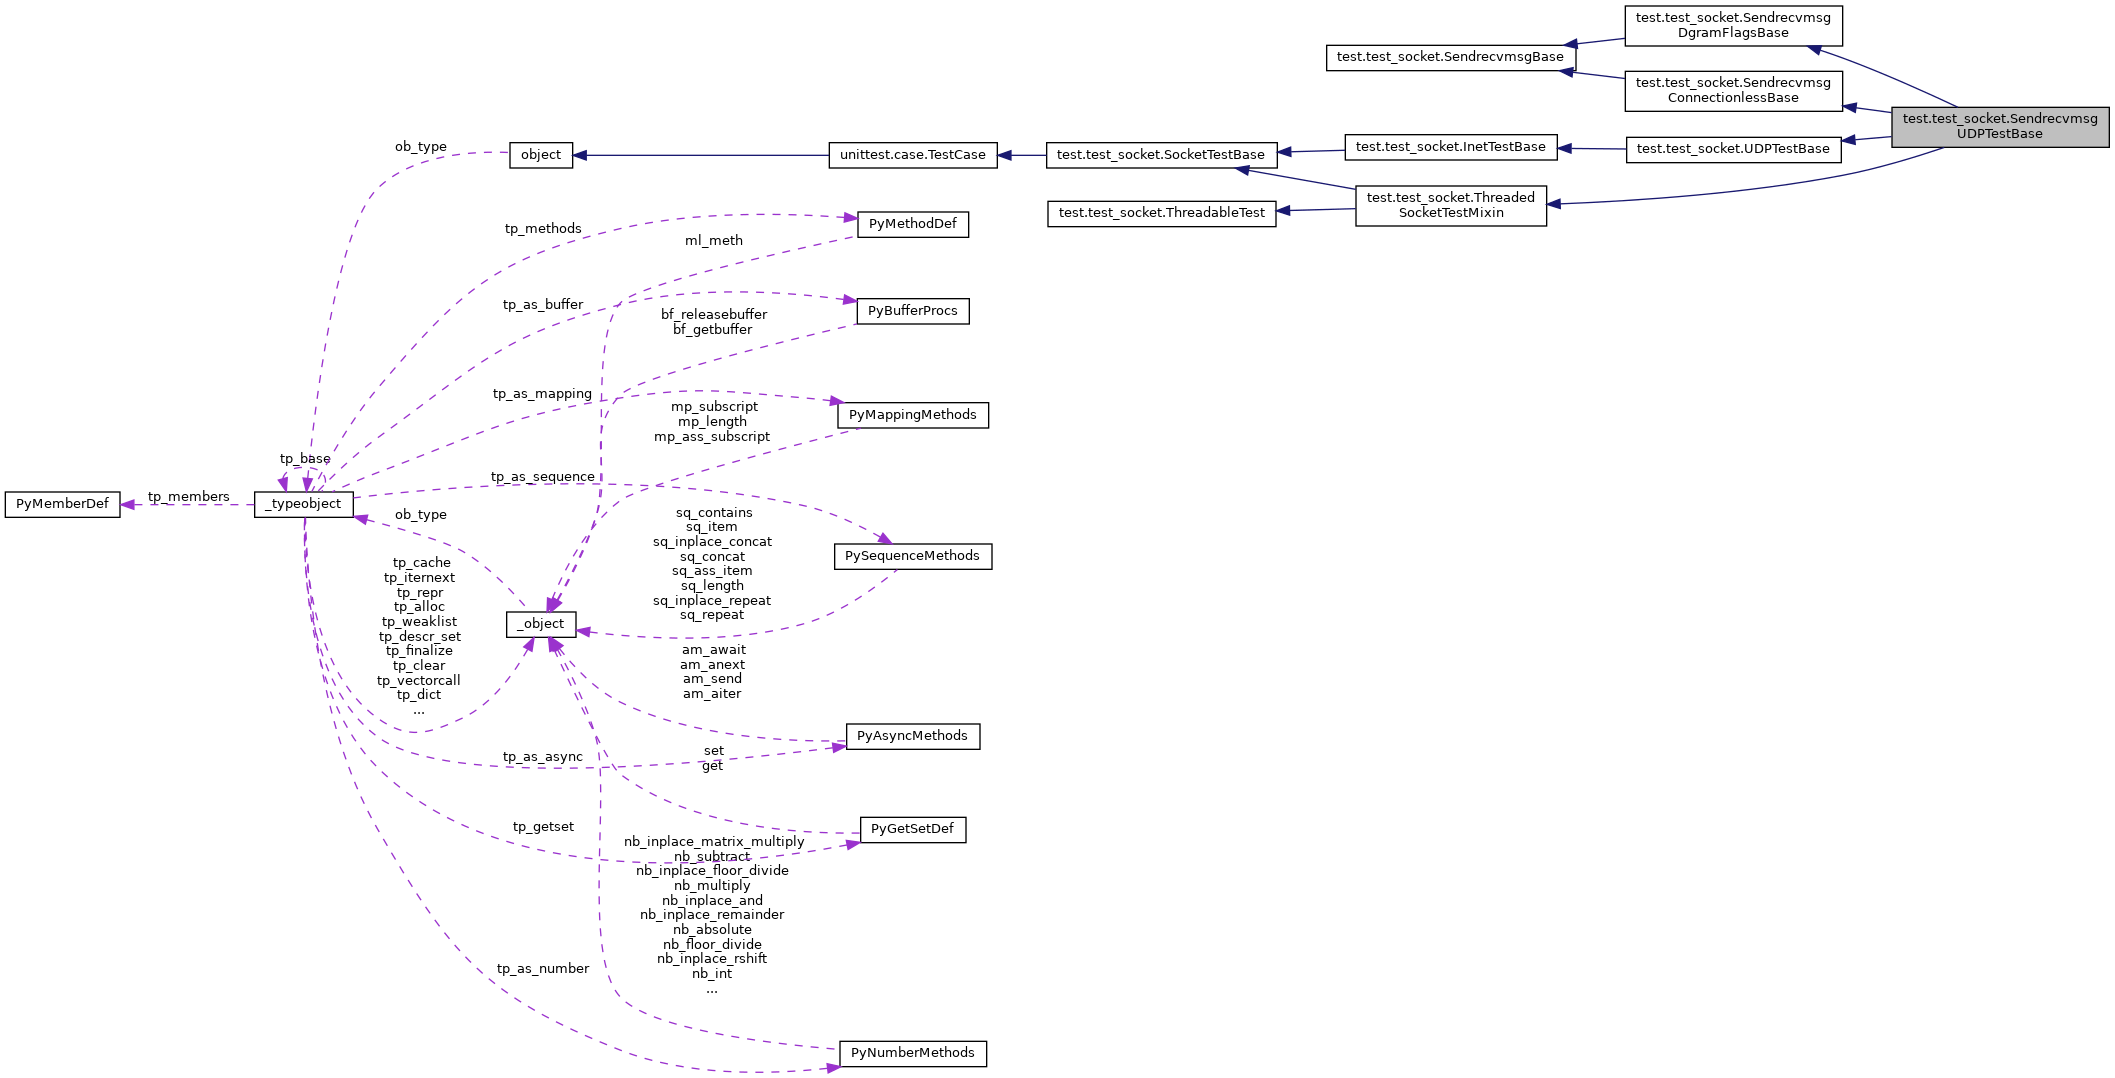 test.test_socket.Sendrecvmsg
DgramFlagsBase
test.test_socket.SendrecvmsgBase
test.test_socket.Sendrecvmsg
ConnectionlessBase
test.test_socket.Sendrecvmsg
UDPTestBase
ob_type
object
unittest.case.TestCase
test.test_socket.SocketTestBase
test.test_socket.InetTestBase
test.test_socket.UDPTestBase
test.test_socket.Threaded
SocketTestMixin
test.test_socket.ThreadableTest
tp_methods
PyMethodDef
ml_meth
tp_as_buffer
PyBufferProcs
bf_releasebuffer
bf_getbuffer
tp_as_mapping
PyMappingMethods
mp_subscript
mp_length
mp_ass_subscript
tp_base
tp_as_sequence
PyMemberDef
tp_members
_typeobject
ob_type
sq_contains
sq_item
sq_inplace_concat
sq_concat
sq_ass_item
sq_length
sq_inplace_repeat
sq_repeat
PySequenceMethods
tp_cache
tp_iternext
tp_repr
tp_alloc
tp_weaklist
tp_descr_set
tp_finalize
tp_clear
tp_vectorcall
tp_dict
...
_object
am_await
am_anext
am_send
am_aiter
PyAsyncMethods
tp_as_async
set
get
tp_getset
PyGetSetDef
nb_inplace_matrix_multiply
nb_subtract
nb_inplace_floor_divide
nb_multiply
nb_inplace_and
nb_inplace_remainder
nb_absolute
nb_floor_divide
nb_inplace_rshift
nb_int
...
tp_as_number
PyNumberMethods